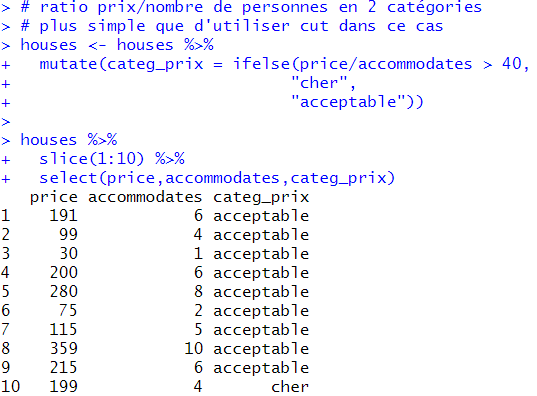 > # ratio prix/nombre de personnes en 2 catégories
> # plus simple que d'utiliser cut dans ce cas
> houses <- houses %>%
+   mutate(categ_prix = ifelse(price/accommodates > 40,
+                              "cher",
+                              "acceptable"))
>
> houses %>%
+   slice(1:10) %>%
+   select(price,accommodates,categ_prix)
   price accommodates categ_prix
1    191            6 acceptable
2     99            4 acceptable
3     30            1 acceptable
4    200            6 acceptable
5    280            8 acceptable
6     75            2 acceptable
7    115            5 acceptable
8    359           10 acceptable
9    215            6 acceptable
10   199            4       cher